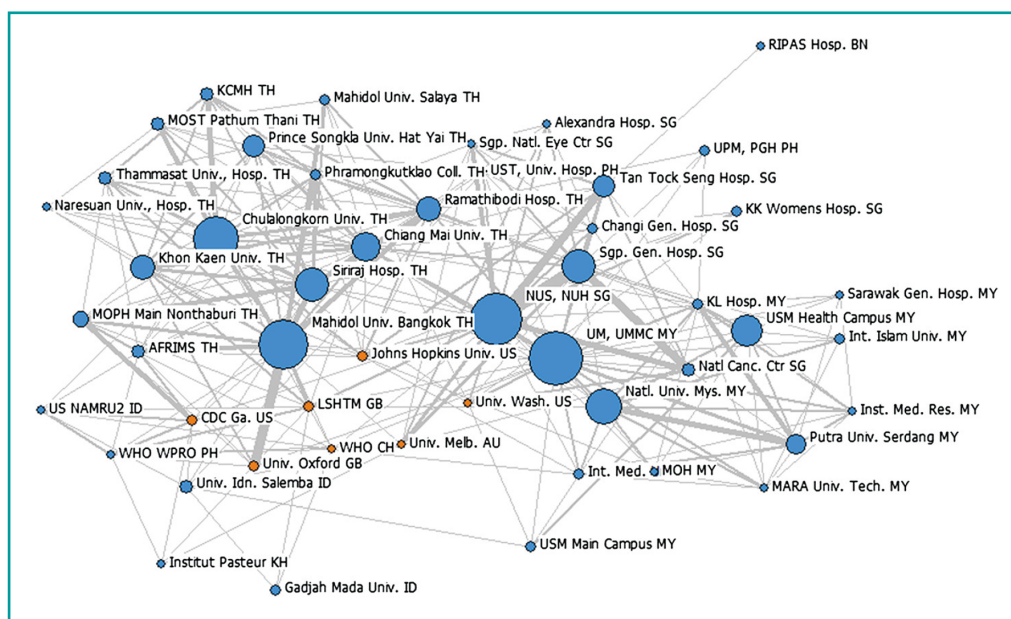 RIPAS Hosp. BN
KCMH TH
Mahidol Univ. Salaya TH
MOST Pathum Thani TH
Alexandra Hosp. SG
Prince Songkla Univ. Hat Yai TH
Sgp. Natl. Eye Ctr SG
UPM, PGH PH
Thammasat Univ., Hosp. TH
Phramongkutklao Coll. TH
UST, Univ. Hosp. PH
Tan Tock Seng Hosp. SG
Naresuan Univ., Hosp. TH
Ramathibodi Hosp. TH
KK Womens Hosp. SG
Chulalongkorn Univ. TH
Changi Gen. Hosp. SG
Chiang Mai Univ. TH
Khon Kaen Univ. TH
Sgp. Gen. Hosp. SG
Siriraj Hosp. TH
NUS, NUH SG
Sarawak Gen. Hosp. MY
KL Hosp. MY
MOPH Main Nonthaburi TH
Mahidol Univ. Bangkok TH
USM Health Campus MY
UM, UMMC MY
Int. Islam Univ. MY
AFRIMS TH
Johns Hopkins Univ. US
Natl Canc. Ctr SG
Natl. Univ. Mys. MY
US NAMRU2 ID
LSHTM GB
Univ. Wash. US
Inst. Med. Res. MY
CDC Ga. US
Putra Univ. Serdang MY
WHO WPRO PH
WHO CH
Univ. Melb. AU
Univ. Oxford GB
Int. Med.
MOH MY
Univ. Idn. Salemba ID
MARA Univ. Tech. MY
USM Main Campus MY
Institut Pasteur KH
Gadjah Mada Univ. ID